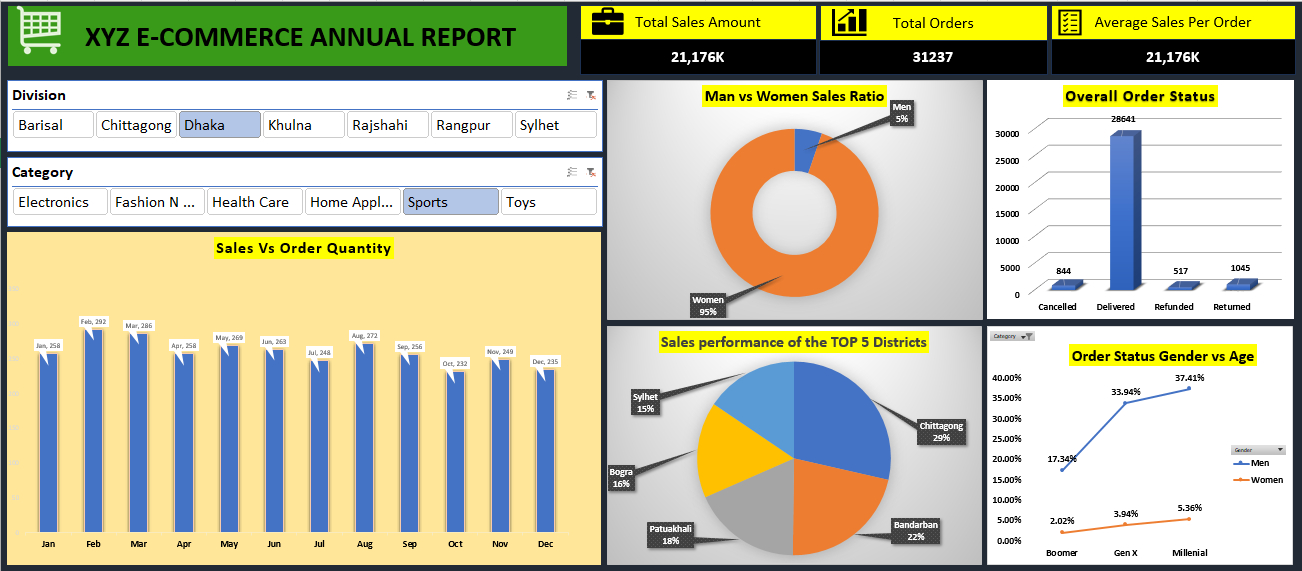 XYZ E-COMMERCE ANNUAL REPORT
Total Sales Amount
21,176K
Total Orders
31237
Average Sales Per Order
21,176K
Division
Barisal
Chittagong
Dhaka
Khulna
Rajshahi
Rangpur
Sylhet
Category
Electronics
Fashion N ...
Health Care
Home Appl...
Sports
Toys
Sales Vs Order Quantity
Jan, 258
Feb, 292
Mar, 286
Apr, 258
May, 269
Jun, 263
Jul, 248
Aug, 272
Sep, 256
Oct, 232
Nov, 249
Dec, 235
Jan
Feb
Mar
Apr
May
Jun
Jul
Aug
Sep
Oct
Nov
Dec
Man vs Women Sales Ratio
Men
5%
Women
95%
Sales performance of the TOP 5 Districts
Sylhet
15%
Chittagong
29%
Bogra
16%
Patuakhali
18%
Bandarban
22%
Overall Order Status
30000
25000
20000
15000
10000
5000
0
844
28641
517
1045
Cancelled
Delivered
Refunded
Returned
Category
Order Status Gender vs Age
40.00%
35.00%
30.00%
25.00%
20.00%
15.00%
10.00%
5.00%
0.00%
17.34%
33.94%
37.41%
2.02%
3.94%
5.36%
Boomer
Gen X
Millenial
Gender
Men
Women